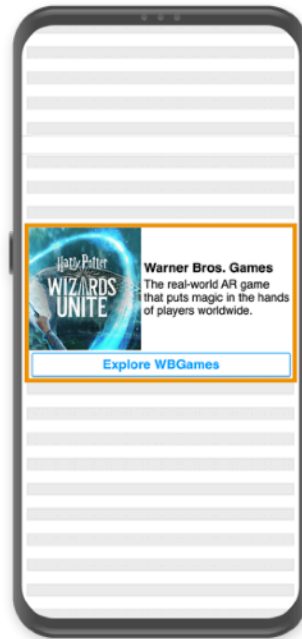 Harry Potter
WIZARDS
UNITE
Warner Bros. Games
The real-world AR game
that puts magic in the hands
of players worldwide.
Explore WBGames